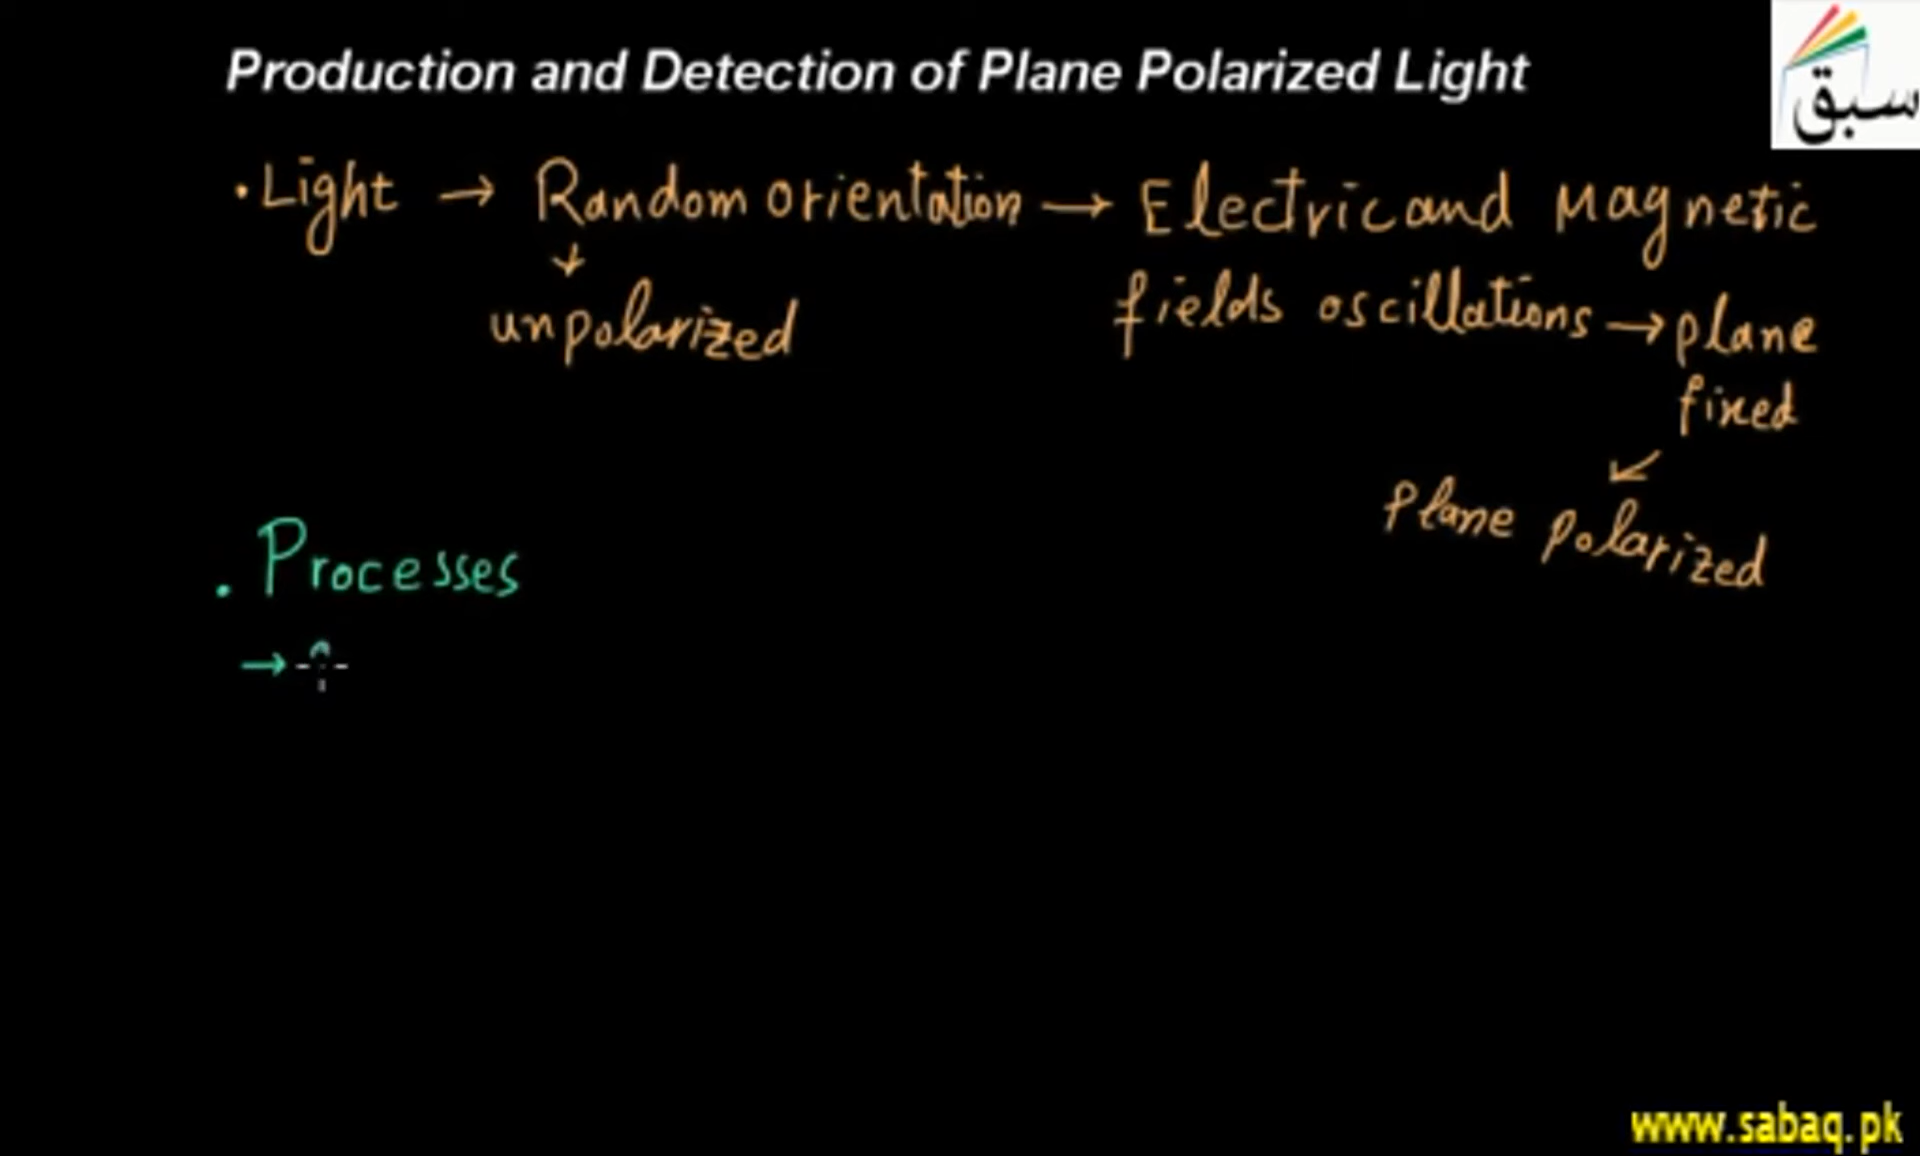 Production and Detection of Plane Polarized Light
سبق
• Light → Random orientation → Electric and Magnetic
fields oscillations → plane
fixed
↓
unpolarized
↙
Plane polarized
. Processes
→
www.sabaq.pk